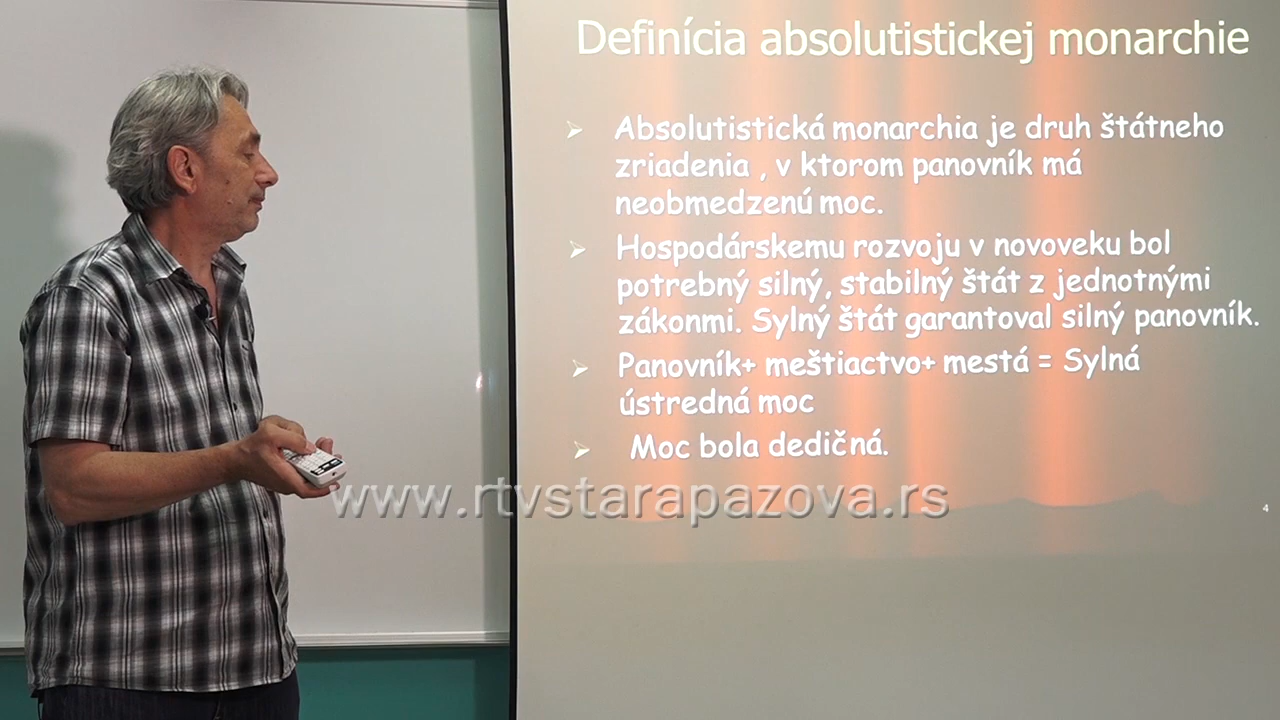 Definícia absolutistickej monarchie
Absolutistická monarchia je druh štátneho
zriadenia , v ktorom panovník má
neobmedzenú moc.
Hospodárskemu rozvoju v novoveku bol
potrebný silný, stabilný štát z jednotnými
zákonmi. Sylný štát garantoval silný panovník.
Panovník+ meštiactvo+ mestá = Sylná
ústredná moc
Moc bola dedičná.
www.rtvstarapazova.rs
4